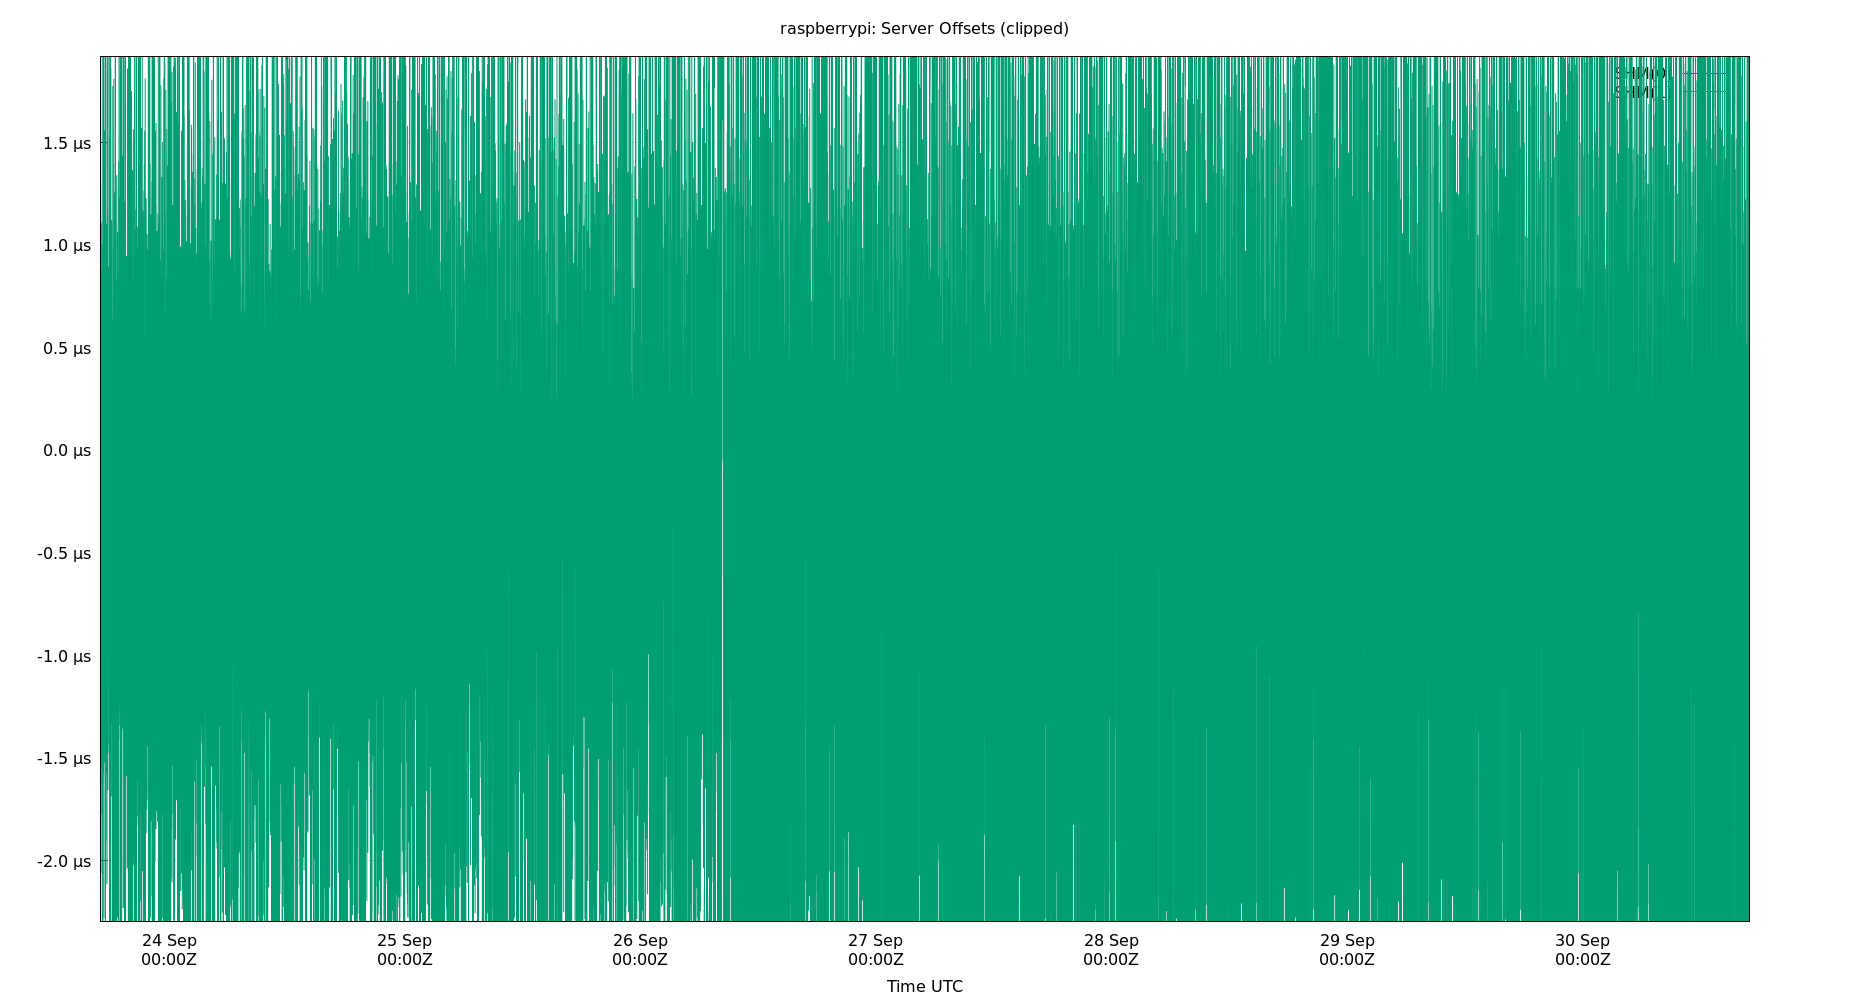 raspberrypi: Server Offsets (clipped)
1.5 µs
1.0 µs
0.5 µs
0.0 µs
-0.5 µs
-1.0 µs
-1.5 µs
-2.0 µs
24 Sep
00:00Z
25 Sep
00:00Z
26 Sep
00:00Z
27 Sep
00:00Z
28 Sep
00:00Z
29 Sep
00:00Z
30 Sep
00:00Z
Time UTC